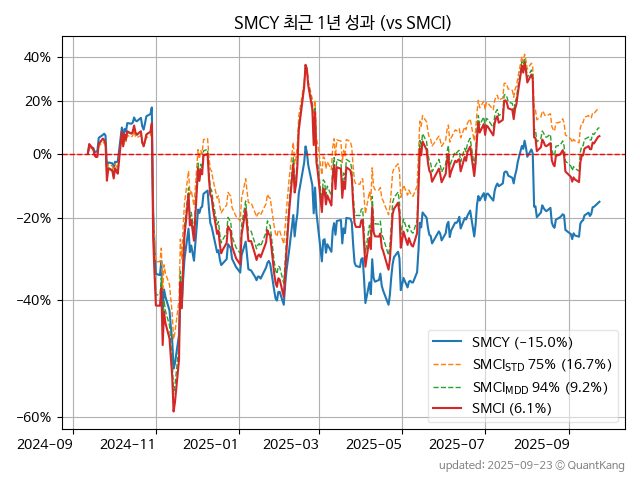 SMCY 최근 1년 성과 (vs SMCI)
40%
20%
0%
−20%
−40%
−60%
2024-09 2024-11 2025-01 2025-03 2025-05 2025-07 2025-09
SMCY (−15.0%)
SMCI_STD 75% (16.7%)
SMCI_MDD 94% (9.2%)
SMCI (6.1%)
updated: 2025-09-23 ⓒ QuantKang